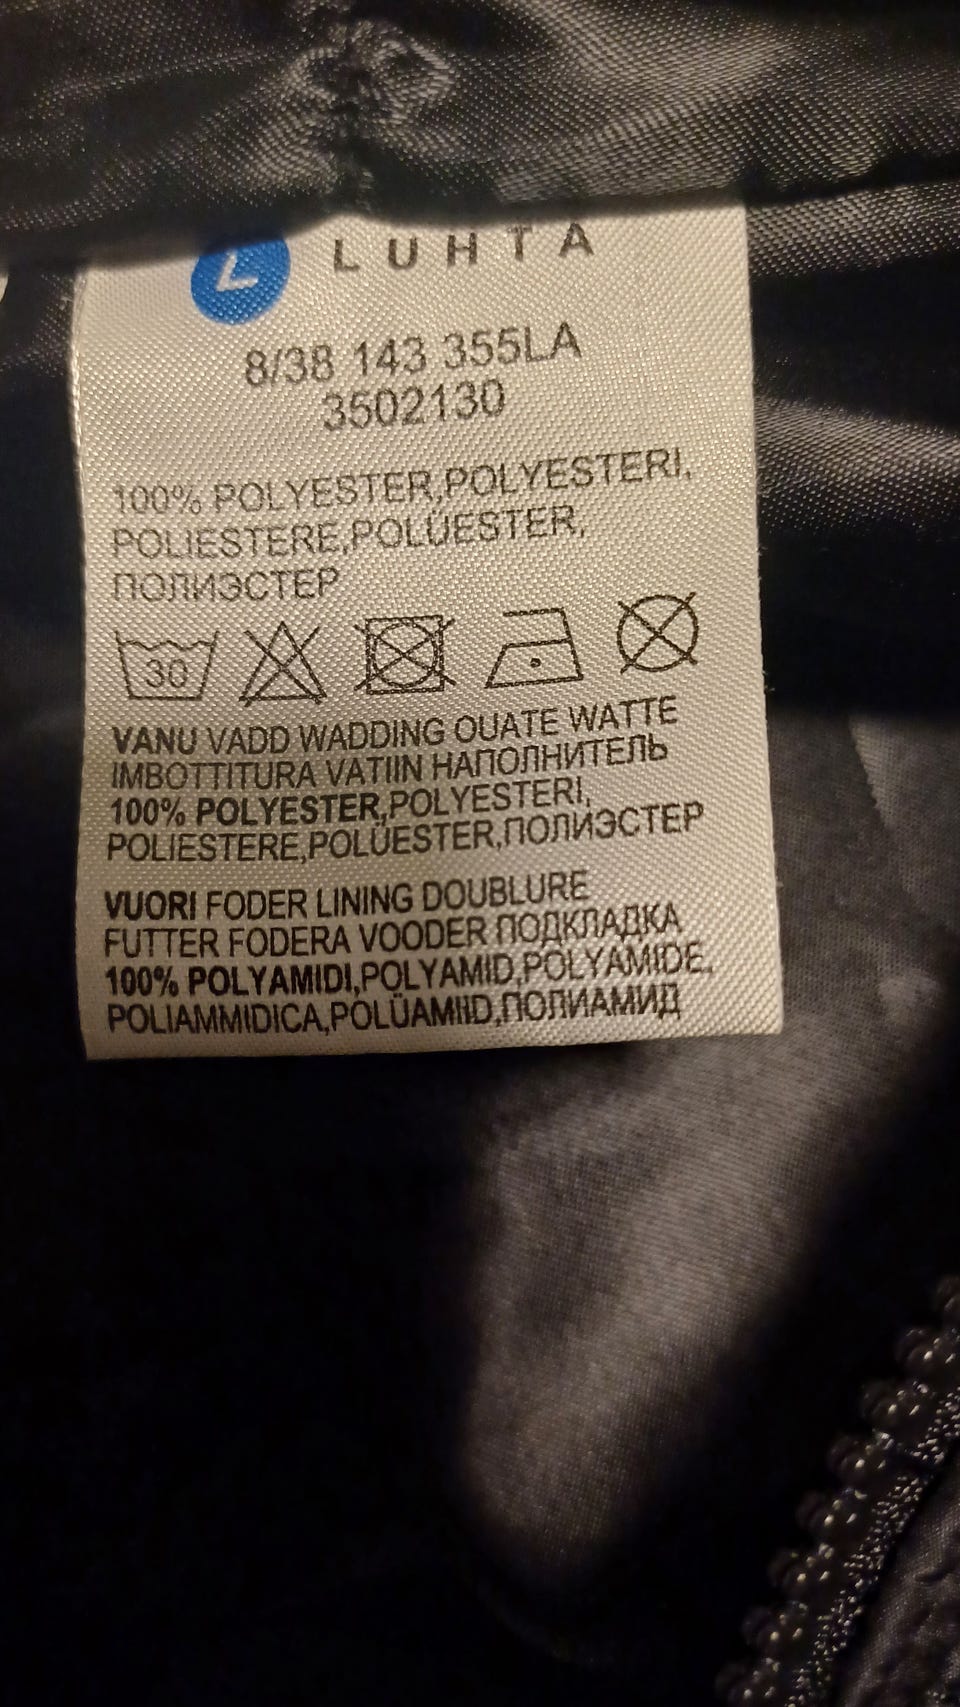 L LUHTA
8/38 143 355LA
3502130
100% POLYESTER,POLYESTERI,
POLIESTERE,POLÜESTER,
ПОЛИЭСТЕР
30
VANU VADD WADDING OUATE WATTE
IMBOTTITURA VATIIN НАПОЛНИТЕЛЬ
100% POLYESTER,POLYESTERI,
POLIESTERE,POLÜESTER,ПОЛИЭСТЕР
VUORI FODER LINING DOUBLURE
FUTTER FODERA VOODER ПОДКЛАДКА
100% POLYAMIDI,POLYAMID,POLYAMIDE,
POLIAMMIDICA,POLÜAMIID,ПОЛИАМИД